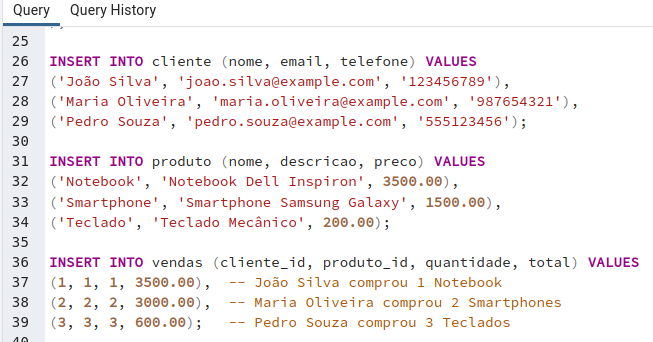 Query Query History
25
26 INSERT INTO cliente (nome, email, telefone) VALUES
27 ('João Silva', 'joao.silva@example.com', '123456789'),
28 ('Maria Oliveira', 'maria.oliveira@example.com', '987654321'),
29 ('Pedro Souza', 'pedro.souza@example.com', '555123456');
30
31 INSERT INTO produto (nome, descricao, preco) VALUES
32 ('Notebook', 'Notebook Dell Inspiron', 3500.00),
33 ('Smartphone', 'Smartphone Samsung Galaxy', 1500.00),
34 ('Teclado', 'Teclado Mecânico', 200.00);
35
36 INSERT INTO vendas (cliente_id, produto_id, quantidade, total) VALUES
37 (1, 1, 1, 3500.00), -- João Silva comprou 1 Notebook
38 (2, 2, 2, 3000.00), -- Maria Oliveira comprou 2 Smartphones
39 (3, 3, 3, 600.00); -- Pedro Souza comprou 3 Teclados